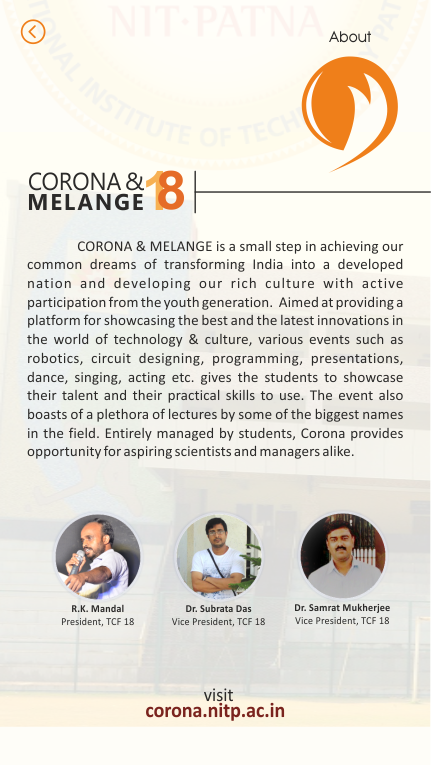 NIT-PATNA
TIONAL INSTITUTE OF TECH
About
CORONA & 18
MELANGE
CORONA & MELANGE is a small step in achieving our
common dreams of transforming India into a developed
nation and developing our rich culture with active
participation from the youth generation. Aimed at providing a
platform for showcasing the best and the latest innovations in
the world of technology & culture, various events such as
robotics, circuit designing, programming, presentations,
dance, singing, acting etc. gives the students to showcase
their talent and their practical skills to use. The event also
boasts of a plethora of lectures by some of the biggest names
in the field. Entirely managed by students, Corona provides
opportunity for aspiring scientists and managers alike.
R.K. Mandal
President, TCF 18
Dr. Subrata Das
Vice President, TCF 18
Dr. Samrat Mukherjee
Vice President, TCF 18
visit
corona.nitp.ac.in